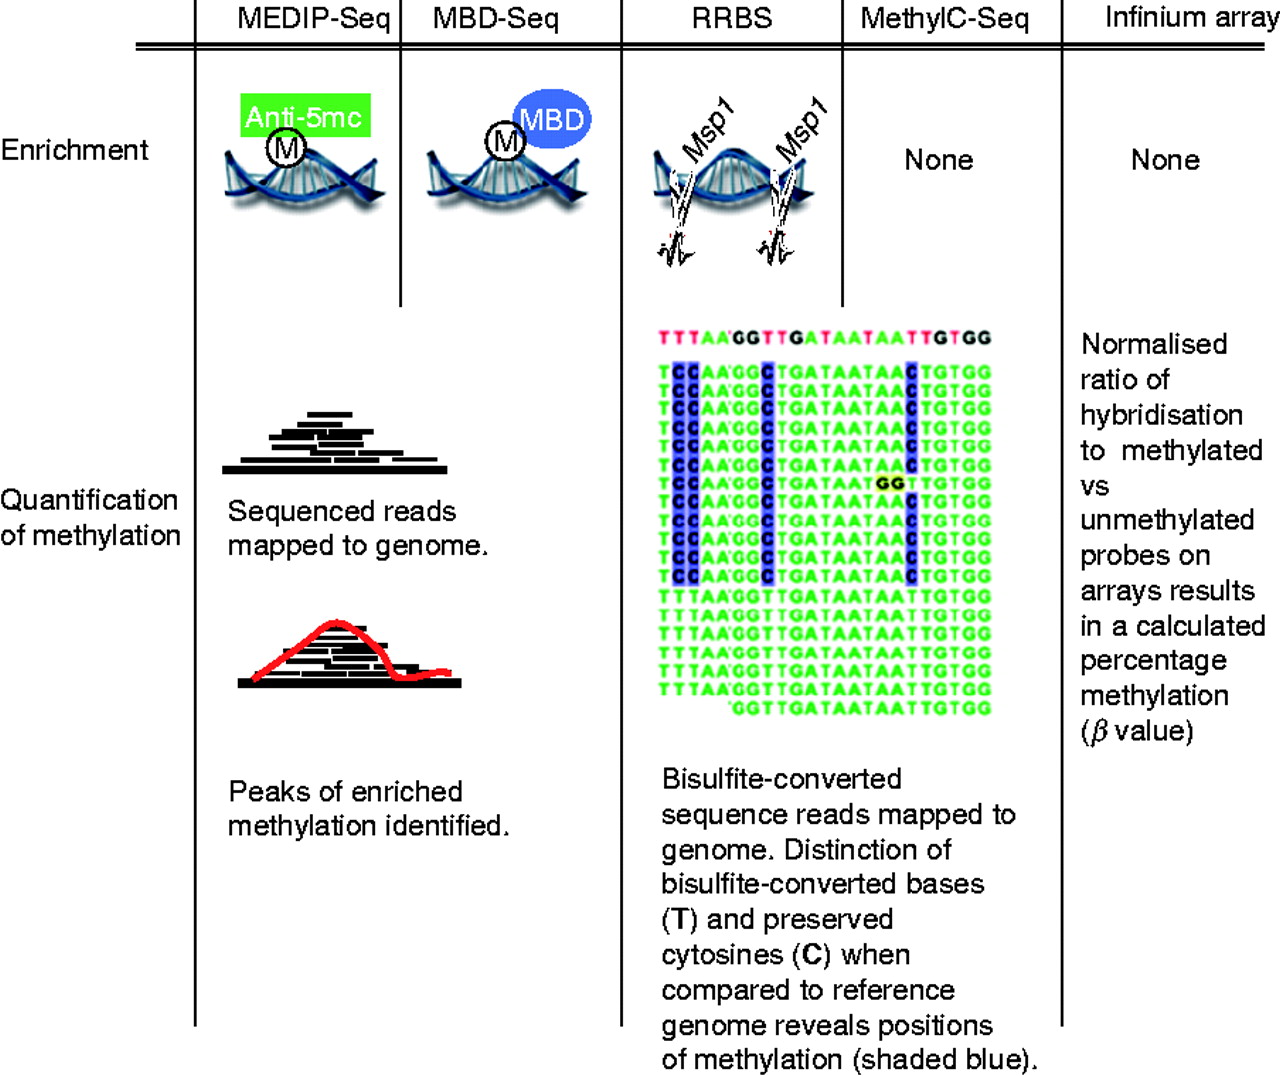 MEDIP-Seq MBD-Seq RRBS MethylC-Seq Infinium array
Enrichment
Anti-5mc
M
MBD
M
Msp1
Msp1
None
None
Quantification
of methylation
Sequenced reads
mapped to genome.
Peaks of enriched
methylation identified.
TTTAAGGTTGATAATAATTGTGG
TCCAAGGCTGATAATAACTGTGG
TCCAAGGCTGATAATAACTGTGG
TCCAAGGCTGATAATAACTGTGG
TCCAAGGCTGATAATAACTGTGG
TCCAAGGCTGATAATAACTGTGG
TCCAAGGCTGATAATAACTGTGG
TCCAAGGCTGATAATGGTTGTGG
TCCAAGGCTGATAATAACTGTGG
TCCAAGGCTGATAATAACTGTGG
TCCAAGGCTGATAATAACTGTGG
TCCAAGGCTGATAATAACTGTGG
TCCAAGGCTGATAATAACTGTGG
TTTAAGGTTGATAATAATTGTGG
TTTAAGGTTGATAATAATTGTGG
TTTAAGGTTGATAATAATTGTGG
TTTAAGGTTGATAATAATTGTGG
TTTAAGGTTGATAATAATTGTGG
TTTAAGGTTGATAATAATTGTGG
GGTTGATAATAATTGTGG
Bisulfite-converted
sequence reads mapped to
genome. Distinction of
bisulfite-converted bases
(T) and preserved
cytosines (C) when
compared to reference
genome reveals positions
of methylation (shaded blue).
Normalised
ratio of
hybridisation
to methylated
vs
unmethylated
probes on
arrays results
in a calculated
percentage
methylation
(β value)